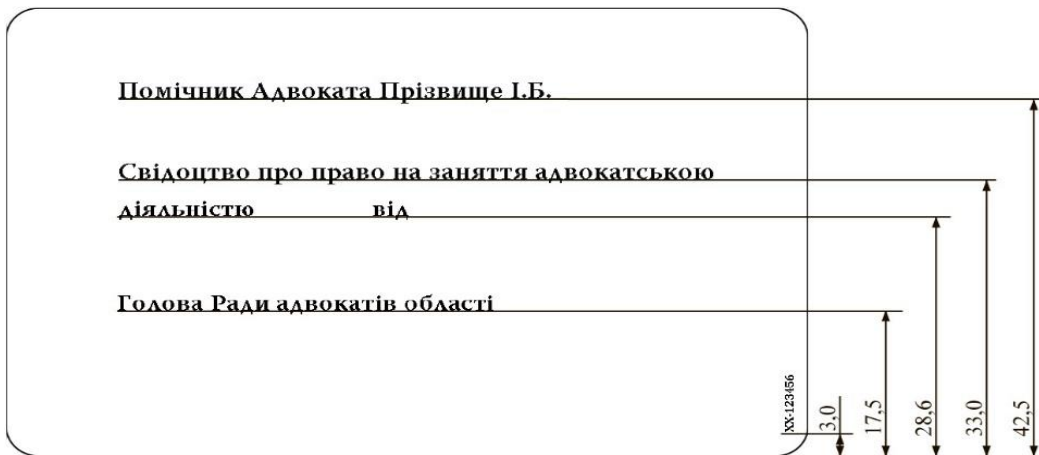 Помічник Адвоката Прізвище І.Б.
Свідоцтво про право на заняття адвокатською
діяльністю від
Голова Ради адвокатів області
XX-123456
3,0
17,5
28,6
33,0
42,5